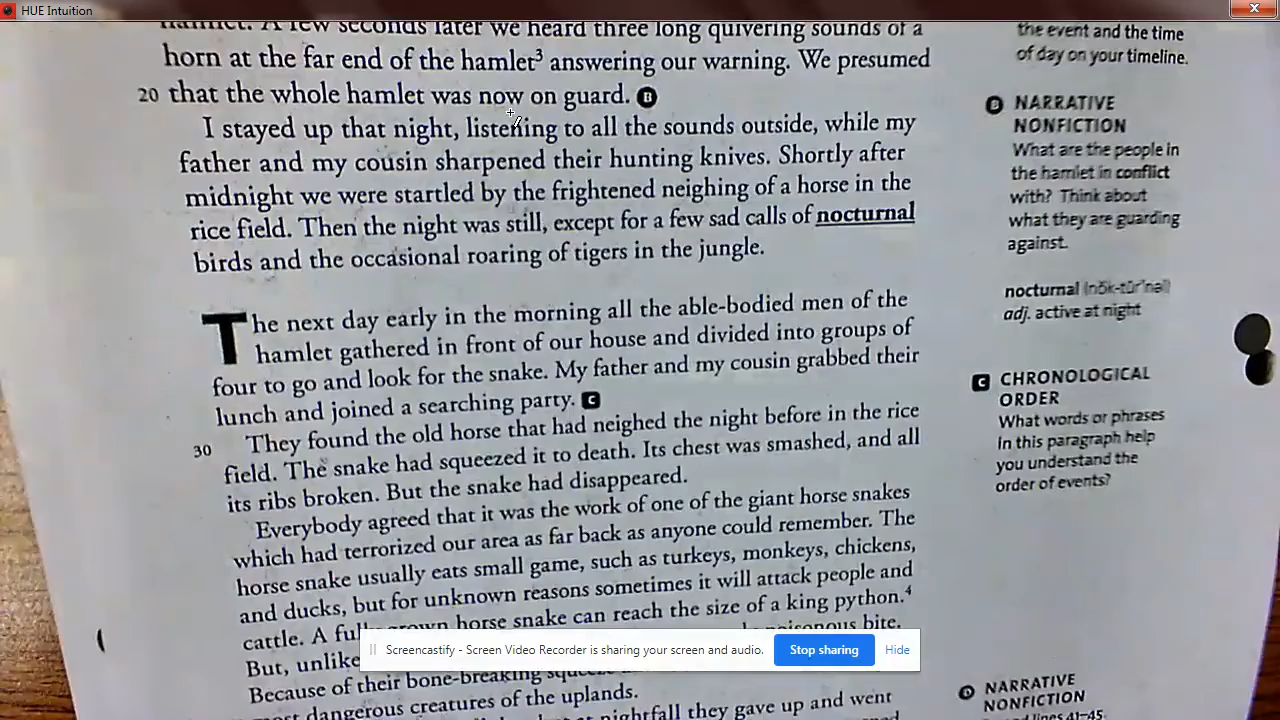 HUE Intuition
A few seconds later we heard three long quivering sounds of a
horn at the far end of the hamlet³ answering our warning. We presumed
20 that the whole hamlet was now on guard. B
I stayed up that night, listening to all the sounds outside, while my
father and my cousin sharpened their hunting knives. Shortly after
midnight we were startled by the frightened neighing of a horse in the
rice field. Then the night was still, except for a few sad calls of nocturnal
birds and the occasional roaring of tigers in the jungle.
The next day early in the morning all the able-bodied men of the
hamlet gathered in front of our house and divided into groups of
four to go and look for the snake. My father and my cousin grabbed their
lunch and joined a searching party. C
30 They found the old horse that had neighed the night before in the rice
field. The snake had squeezed it to death. Its chest was smashed, and all
its ribs broken. But the snake had disappeared.
Everybody agreed that it was the work of one of the giant horse snakes
which had terrorized our area as far back as anyone could remember. The
horse snake usually eats small game, such as turkeys, monkeys, chickens,
and ducks, but for unknown reasons sometimes it will attack people and
cattle. A fully grown horse snake can reach the size of a king python.⁴
But, unlike poisonous bite.
Because of their bone-breaking
most dangerous creatures of the uplands.
at nightfall they gave up and went
the event and the time
of day on your timeline.
B NARRATIVE
NONFICTION
What are the people in
the hamlet in conflict
with? Think about
what they are guarding
against.
nocturnal (nŏk-tûr'nəl)
adj. active at night
C CHRONOLOGICAL
ORDER
What words or phrases
in this paragraph help
you understand the
order of events?
D NARRATIVE
NONFICTION
lines 41–45.
Screencastify - Screen Video Recorder is sharing your screen and audio.
Stop sharing
Hide